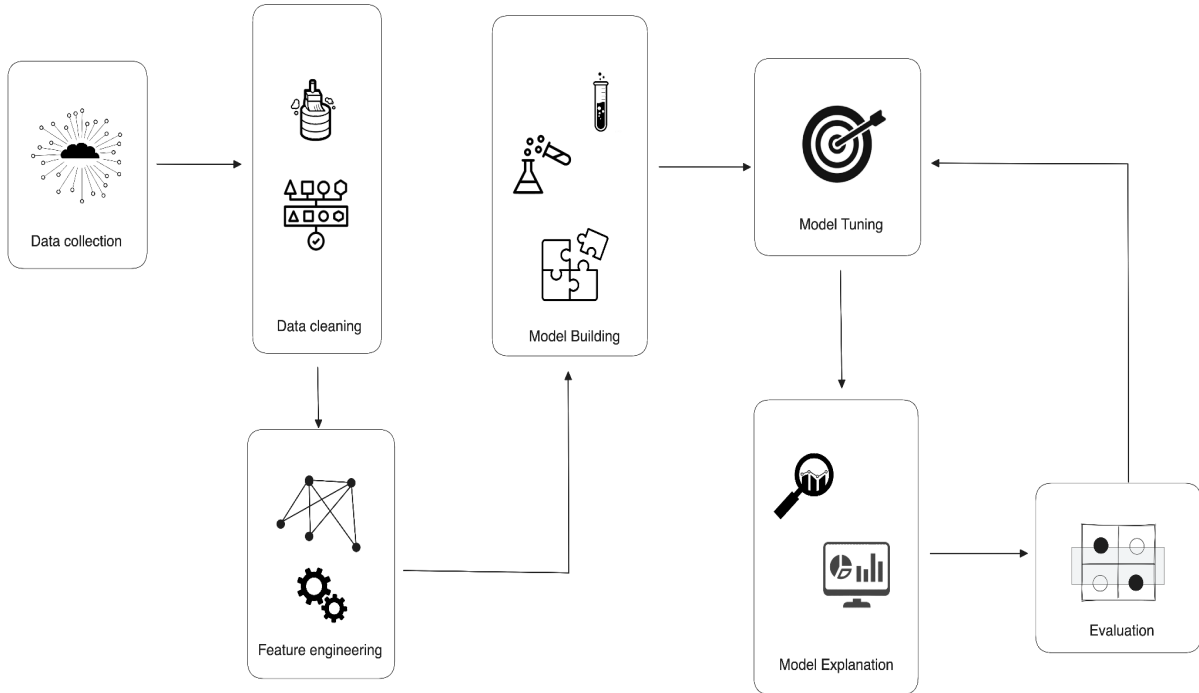 Data collection
Data cleaning
Feature engineering
Model Building
Model Tuning
Model Explanation
Evaluation